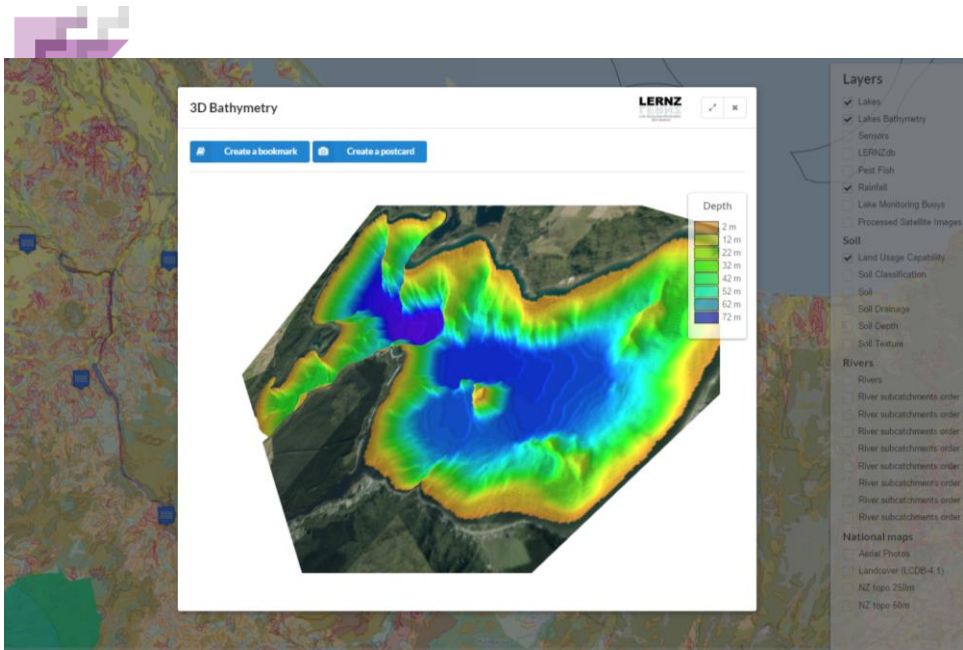 3D Bathymetry
LERNZ
Create a bookmark
Create a postcard
Depth
2 m
12 m
22 m
32 m
42 m
52 m
62 m
72 m
Layers
Lakes
Lakes Bathymetry
Sensors
LERNZdb
Pest Fish
Rainfall
Lake Monitoring Buoys
Processed Satellite Images
Soil
Land Usage Capability
Soil Classification
Soil
Soil Drainage
Soil Depth
Soil Texture
Rivers
Rivers
River subcatchments order
River subcatchments order
River subcatchments order
River subcatchments order
River subcatchments order
River subcatchments order
River subcatchments order
River subcatchments order
National maps
Aerial Photos
Landcover (LCDB-4.1)
NZ topo 250m
NZ topo 50m